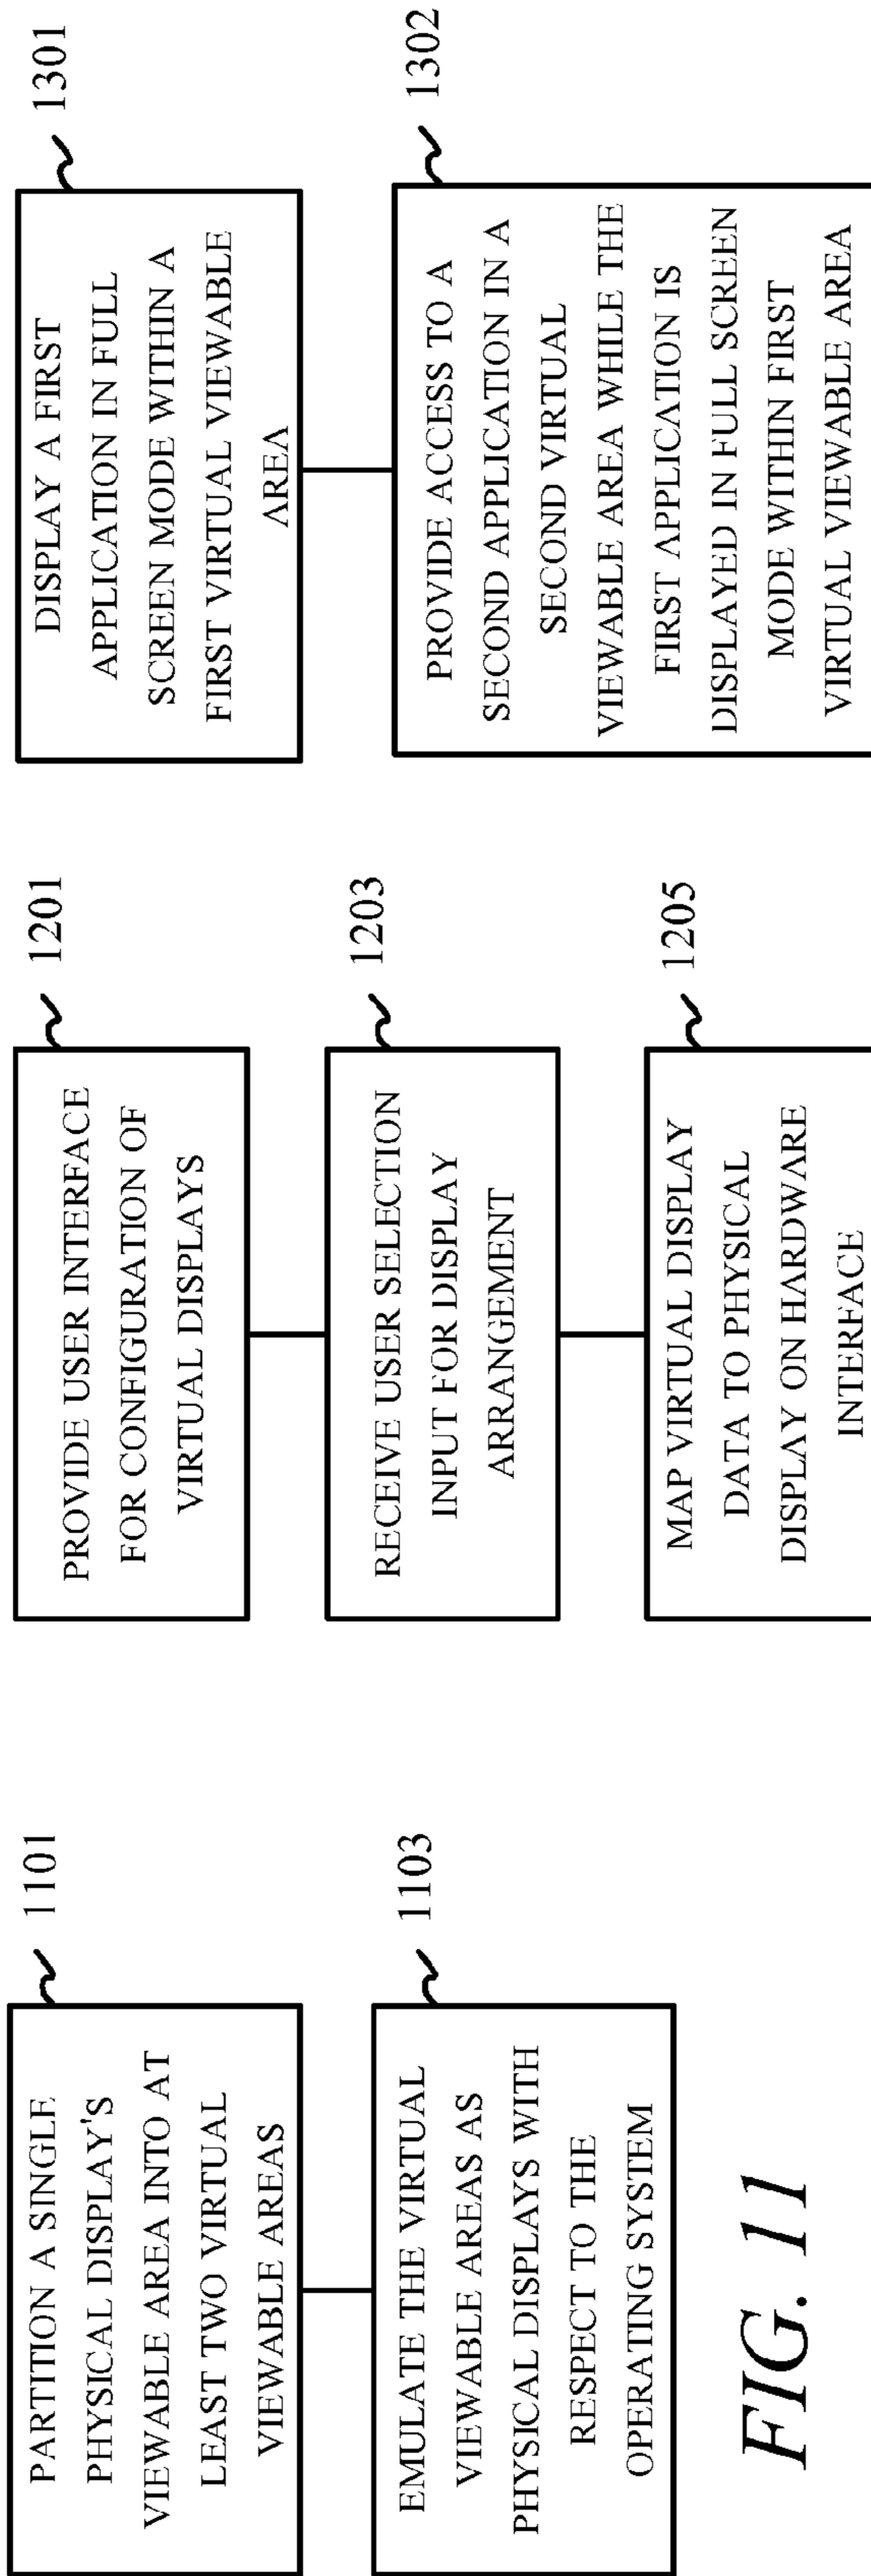 PARTITION A SINGLE
PHYSICAL DISPLAY'S
VIEWABLE AREA INTO AT
LEAST TWO VIRTUAL
VIEWABLE AREAS
1101
EMULATE THE VIRTUAL
VIEWABLE AREAS AS
PHYSICAL DISPLAYS WITH
RESPECT TO THE
OPERATING SYSTEM
1103
FIG. 11
PROVIDE USER INTERFACE
FOR CONFIGURATION OF
VIRTUAL DISPLAYS
1201
RECEIVE USER SELECTION
INPUT FOR DISPLAY
ARRANGEMENT
1203
MAP VIRTUAL DISPLAY
DATA TO PHYSICAL
DISPLAY ON HARDWARE
INTERFACE
1205
DISPLAY A FIRST
APPLICATION IN FULL
SCREEN MODE WITHIN A
FIRST VIRTUAL VIEWABLE
AREA
1301
PROVIDE ACCESS TO A
SECOND APPLICATION IN A
SECOND VIRTUAL
VIEWABLE AREA WHILE THE
FIRST APPLICATION IS
DISPLAYED IN FULL SCREEN
MODE WITHIN FIRST
VIRTUAL VIEWABLE AREA
1302